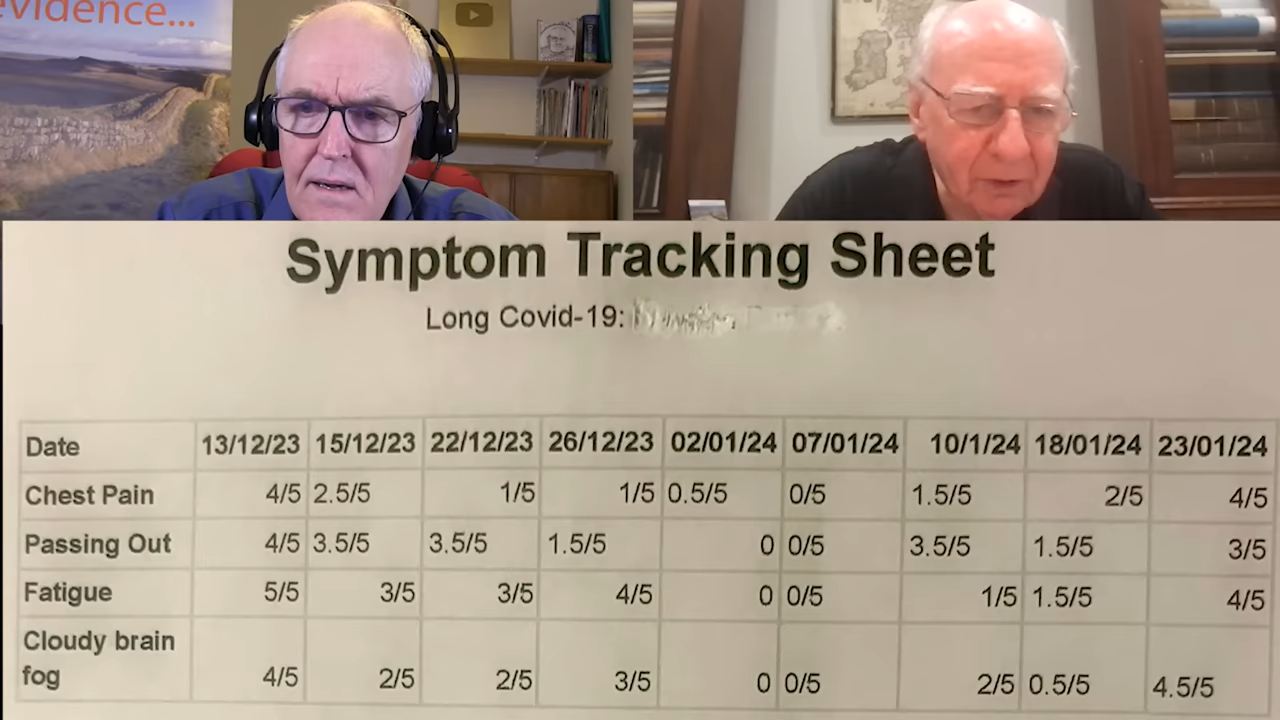 evidence...
Symptom Tracking Sheet
Long Covid-19:
Date 13/12/23 15/12/23 22/12/23 26/12/23 02/01/24 07/01/24 10/1/24 18/01/24 23/01/24
Chest Pain 4/5 2.5/5 1/5 1/5 0.5/5 0/5 1.5/5 2/5 4/5
Passing Out 4/5 3.5/5 3.5/5 1.5/5 0 0/5 3.5/5 1.5/5 3/5
Fatigue 5/5 3/5 3/5 4/5 0 0/5 1/5 1.5/5 4/5
Cloudy brain
fog 4/5 2/5 2/5 3/5 0 0/5 2/5 0.5/5 4.5/5